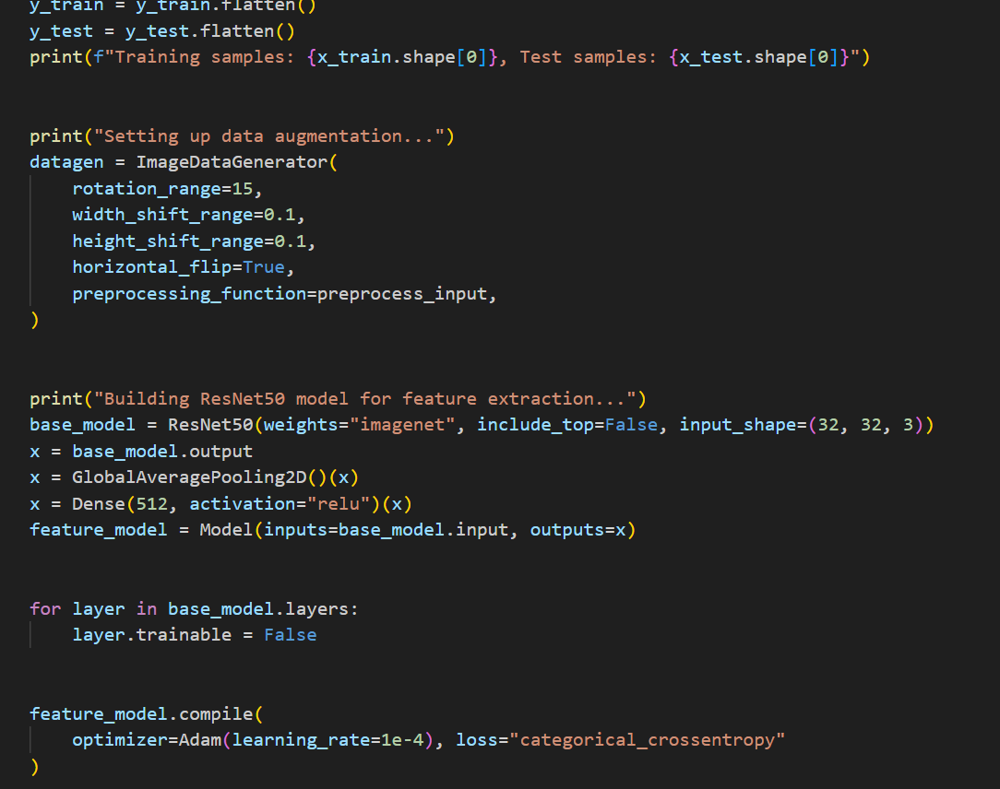 y_train = y_train.flatten()
y_test = y_test.flatten()
print(f"Training samples: {x_train.shape[0]}, Test samples: {x_test.shape[0]}")
print("Setting up data augmentation...")
datagen = ImageDataGenerator(
    rotation_range=15,
    width_shift_range=0.1,
    height_shift_range=0.1,
    horizontal_flip=True,
    preprocessing_function=preprocess_input,
)
print("Building ResNet50 model for feature extraction...")
base_model = ResNet50(weights="imagenet", include_top=False, input_shape=(32, 32, 3))
x = base_model.output
x = GlobalAveragePooling2D()(x)
x = Dense(512, activation="relu")(x)
feature_model = Model(inputs=base_model.input, outputs=x)
for layer in base_model.layers:
    layer.trainable = False
feature_model.compile(
    optimizer=Adam(learning_rate=1e-4), loss="categorical_crossentropy"
)